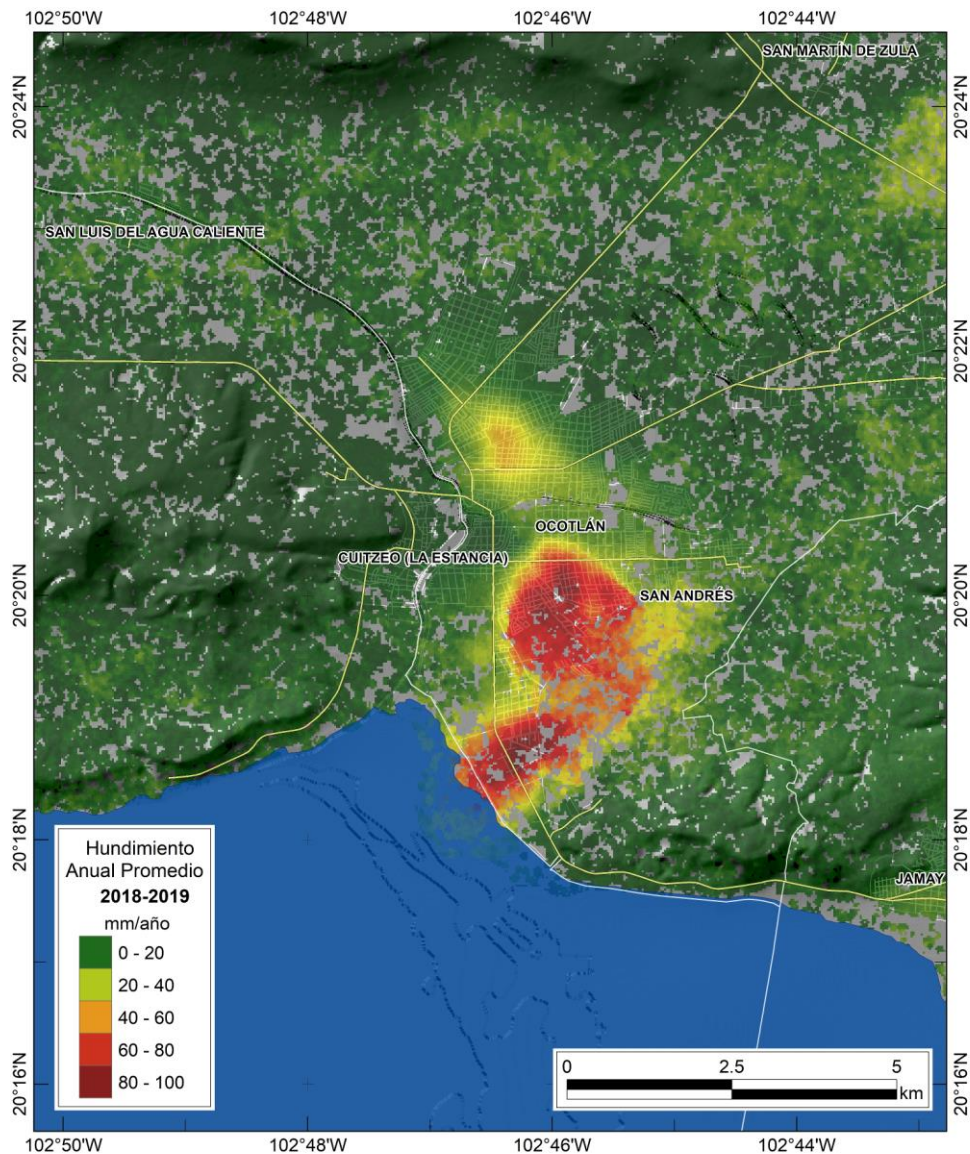 102°50'W 102°48'W 102°46'W 102°44'W
SAN MARTÍN DE ZULA
20°24'N 20°24'N
SAN LUIS DEL AGUA CALIENTE
20°22'N 20°22'N
OCOTLÁN
CUITZEO (LA ESTANCIA)
20°20'N 20°20'N
SAN ANDRÉS
20°18'N 20°18'N
JAMAY
Hundimiento
Anual Promedio
2018-2019
mm/año
0 - 20
20 - 40
40 - 60
60 - 80
80 - 100
0 2.5 5
km
20°16'N 20°16'N
102°50'W 102°48'W 102°46'W 102°44'W